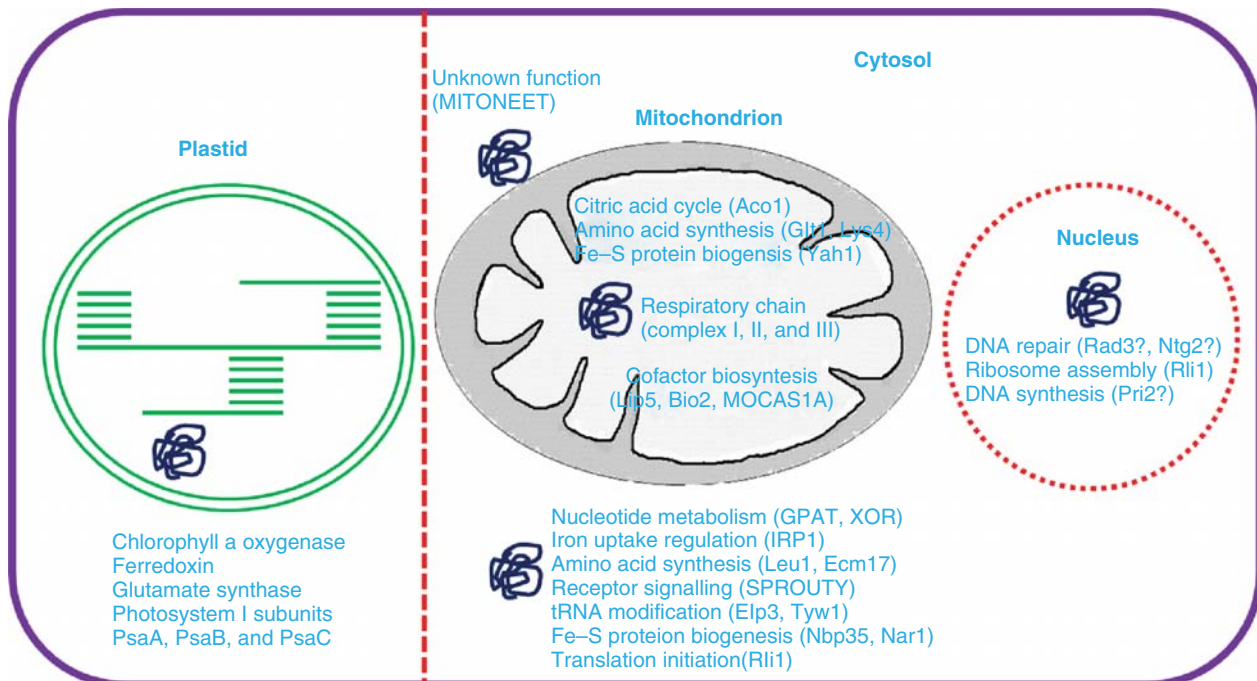 Cytosol
Unknown function
(MITONEET)
Mitochondrion
Plastid
Citric acid cycle (Aco1)
Amino acid synthesis (Glt1, Lys4)
Fe–S protein biogensis (Yah1)
Respiratory chain
(complex I, II, and III)
Cofactor biosyntesis
(Lip5, Bio2, MOCAS1A)
Nucleus
DNA repair (Rad3?, Ntg2?)
Ribosome assembly (Rli1)
DNA synthesis (Pri2?)
Chlorophyll a oxygenase
Ferredoxin
Glutamate synthase
Photosystem I subunits
PsaA, PsaB, and PsaC
Nucleotide metabolism (GPAT, XOR)
Iron uptake regulation (IRP1)
Amino acid synthesis (Leu1, Ecm17)
Receptor signalling (SPROUTY)
tRNA modification (Elp3, Tyw1)
Fe–S proteion biogenesis (Nbp35, Nar1)
Translation initiation(Rli1)